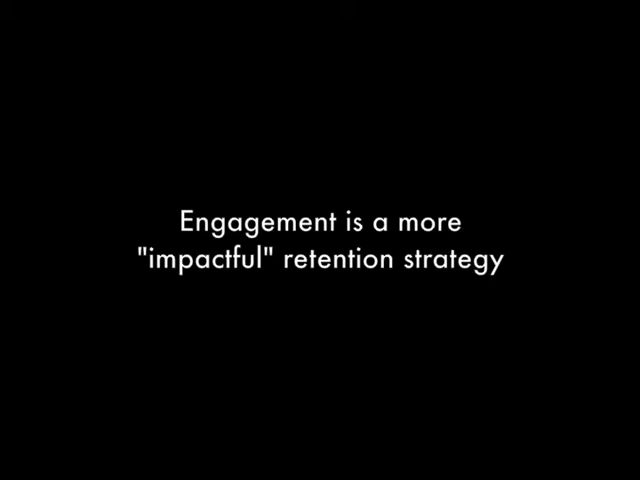 Engagement is a more
"impactful" retention strategy